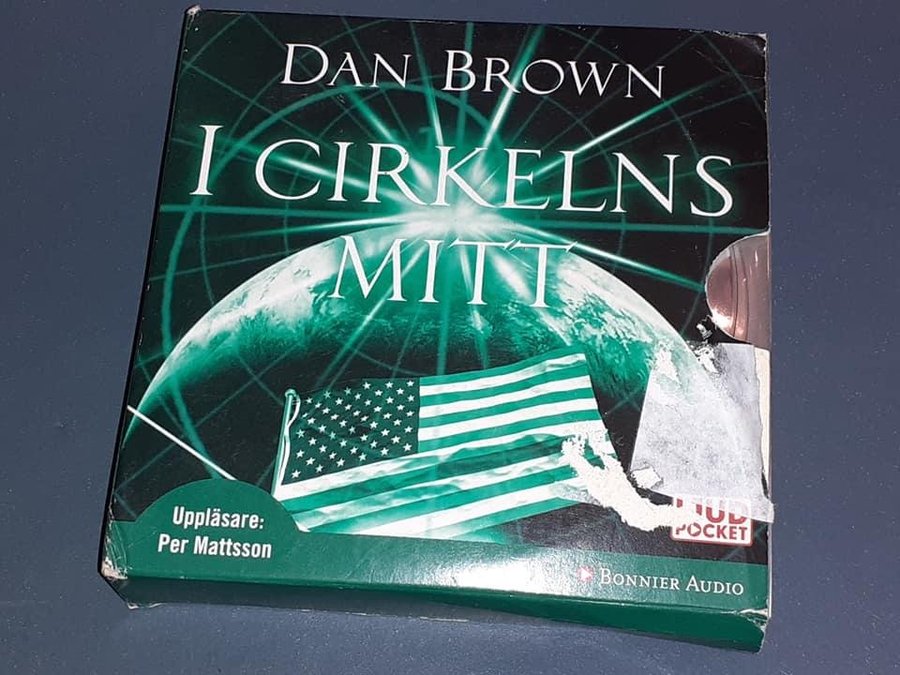 DAN BROWN
I CIRKELNS
MITT
Uppläsare:
Per Mattsson
POCKET
BONNIER AUDIO